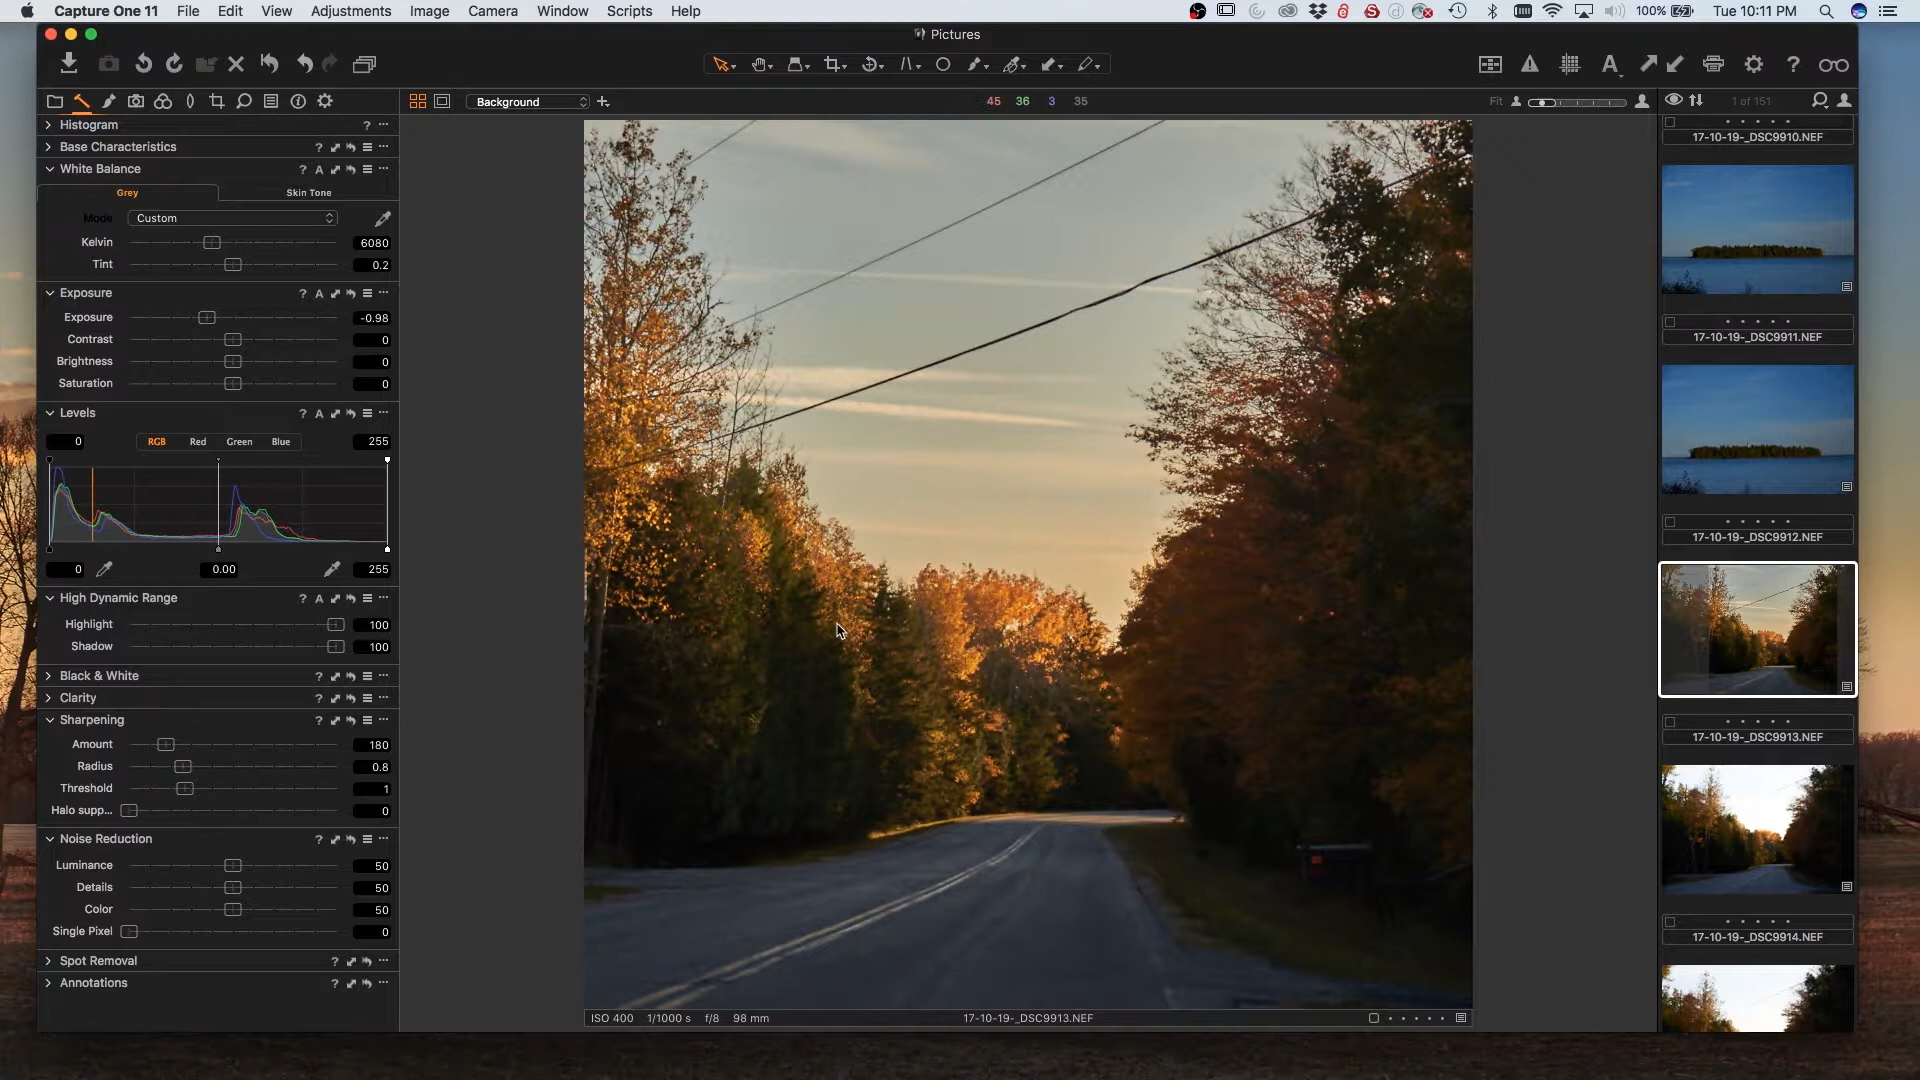 Capture One 11 File Edit View Adjustments Image Camera Window Scripts Help 100% Tue 10:11 PM
Pictures
Background 45 36 3 35 Fit 1 of 151
Histogram ?
Base Characteristics ?
White Balance ? A
Grey Skin Tone
Mode Custom
Kelvin 6080
Tint 0.2
Exposure ? A
Exposure -0.98
Contrast 0
Brightness 0
Saturation 0
Levels ? A
0 RGB Red Green Blue 255
0 0.00 255
High Dynamic Range ? A
Highlight 100
Shadow 100
Black & White ?
Clarity ?
Sharpening ?
Amount 180
Radius 0.8
Threshold 1
Halo supp... 0
Noise Reduction ?
Luminance 50
Details 50
Color 50
Single Pixel 0
Spot Removal ?
Annotations ?
ISO 400 1/1000 s f/8 98 mm 17-10-19-_DSC9913.NEF
17-10-19-_DSC9910.NEF
17-10-19-_DSC9911.NEF
17-10-19-_DSC9912.NEF
17-10-19-_DSC9913.NEF
17-10-19-_DSC9914.NEF